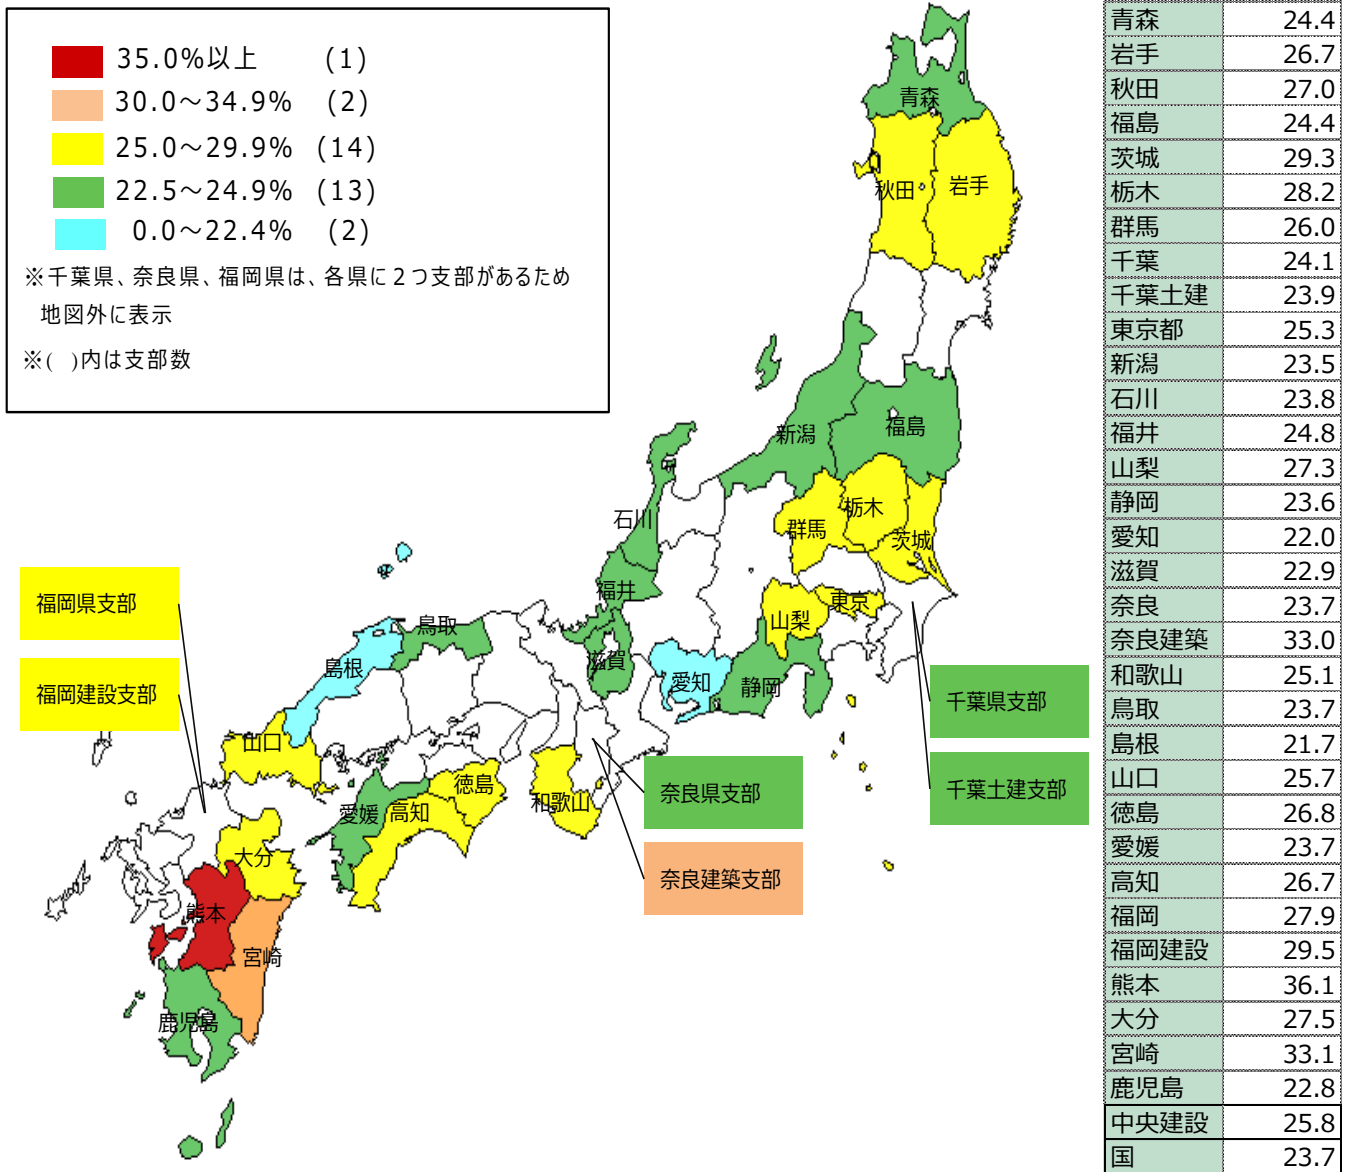 35.0%以上 (1)
30.0～34.9% (2)
25.0～29.9% (14)
22.5～24.9% (13)
0.0～22.4% (2)
※千葉県、奈良県、福岡県は、各県に２つ支部があるため
地図外に表示
※( )内は支部数
青森
秋田
岩手
新潟
福島
石川
群馬
栃木
茨城
福井
山梨
東京
鳥取
島根
滋賀
愛知
静岡
山口
徳島
愛媛
高知
和歌山
大分
熊本
宮崎
鹿児島
福岡県支部
福岡建設支部
千葉県支部
千葉土建支部
奈良県支部
奈良建築支部
青森 24.4
岩手 26.7
秋田 27.0
福島 24.4
茨城 29.3
栃木 28.2
群馬 26.0
千葉 24.1
千葉土建 23.9
東京都 25.3
新潟 23.5
石川 23.8
福井 24.8
山梨 27.3
静岡 23.6
愛知 22.0
滋賀 22.9
奈良 23.7
奈良建築 33.0
和歌山 25.1
鳥取 23.7
島根 21.7
山口 25.7
徳島 26.8
愛媛 23.7
高知 26.7
福岡 27.9
福岡建設 29.5
熊本 36.1
大分 27.5
宮崎 33.1
鹿児島 22.8
中央建設 25.8
国 23.7